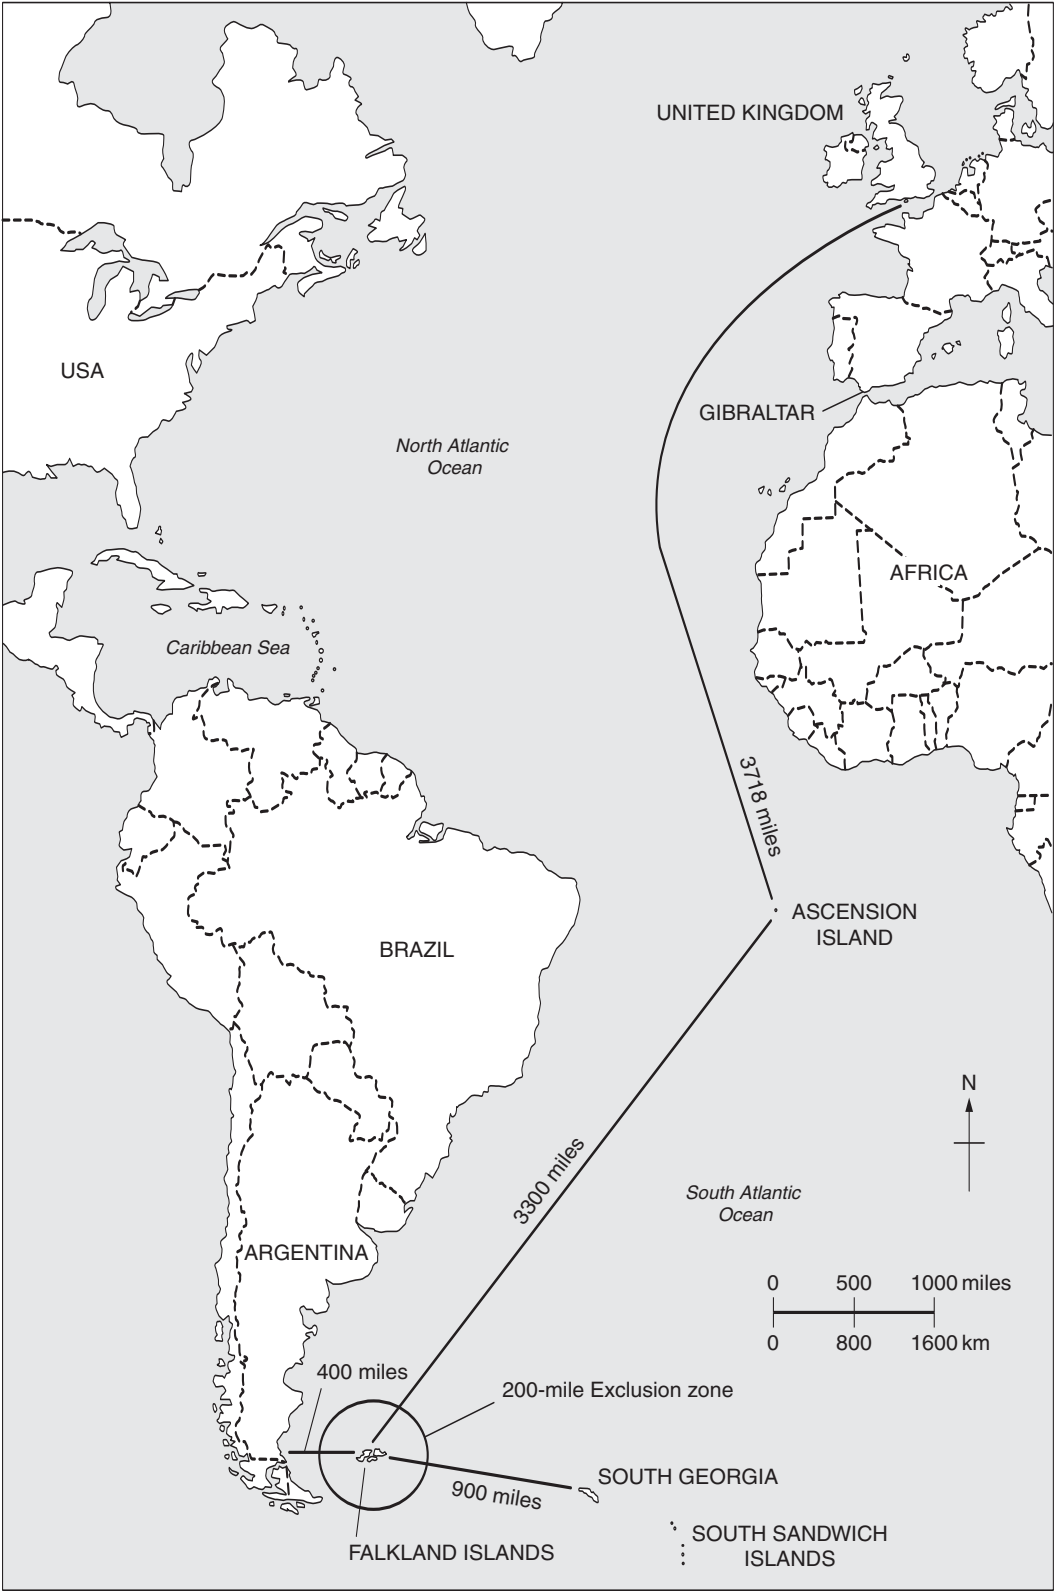 UNITED KINGDOM
USA
GIBRALTAR
North Atlantic
Ocean
AFRICA
Caribbean Sea
3718 miles
ASCENSION
ISLAND
BRAZIL
N
3300 miles
South Atlantic
Ocean
ARGENTINA
0 500 1000 miles
0 800 1600 km
400 miles
200-mile Exclusion zone
SOUTH GEORGIA
900 miles
SOUTH SANDWICH
ISLANDS
FALKLAND ISLANDS